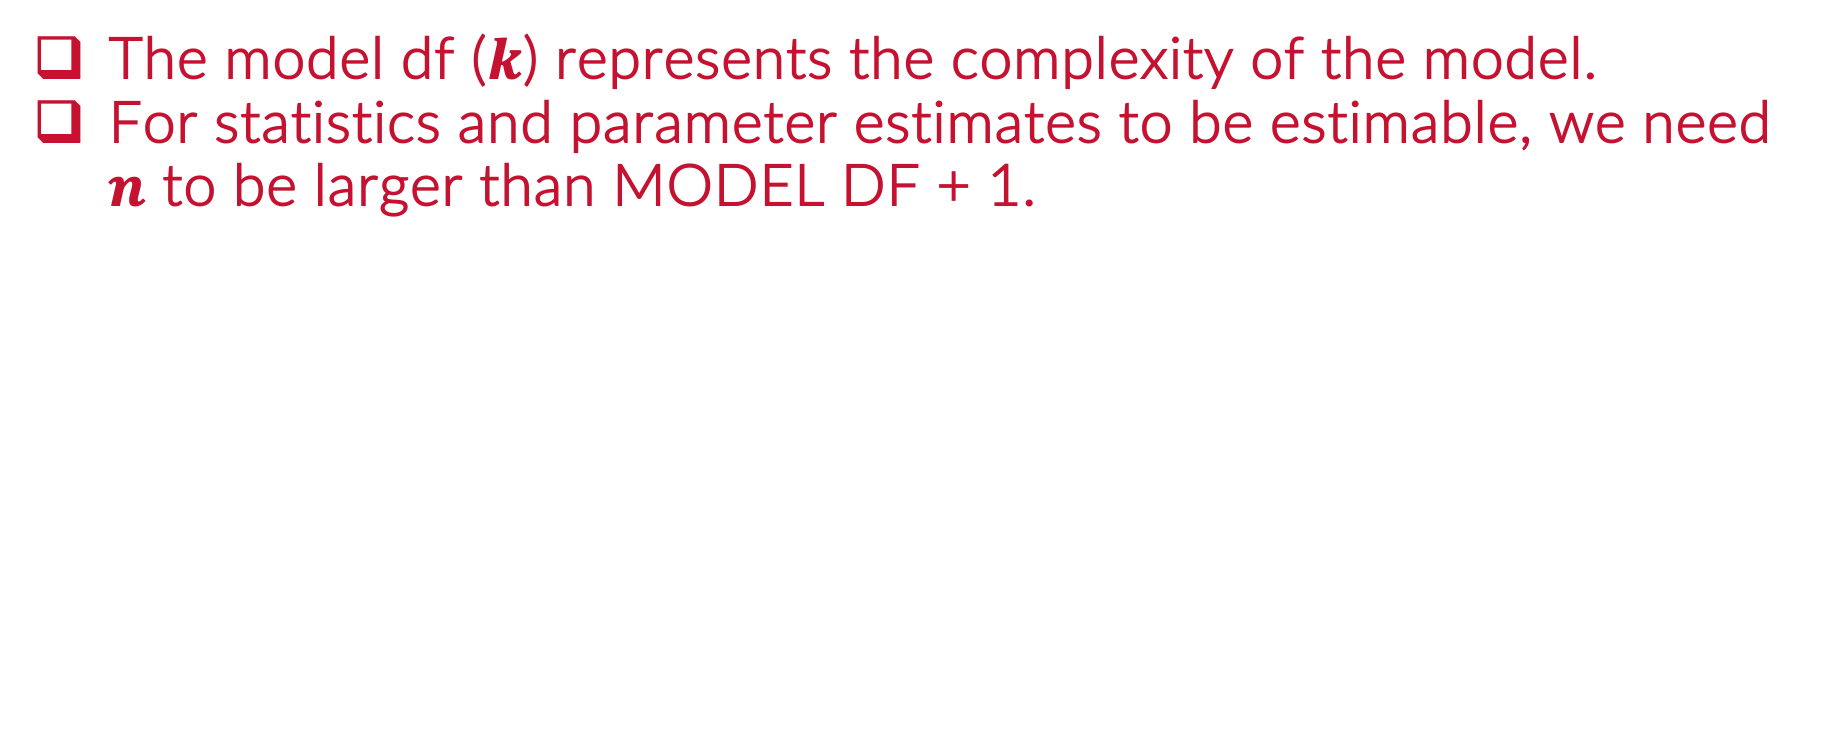 ❑ The model df (k) represents the complexity of the model.
❑ For statistics and parameter estimates to be estimable, we need
n to be larger than MODEL DF + 1.